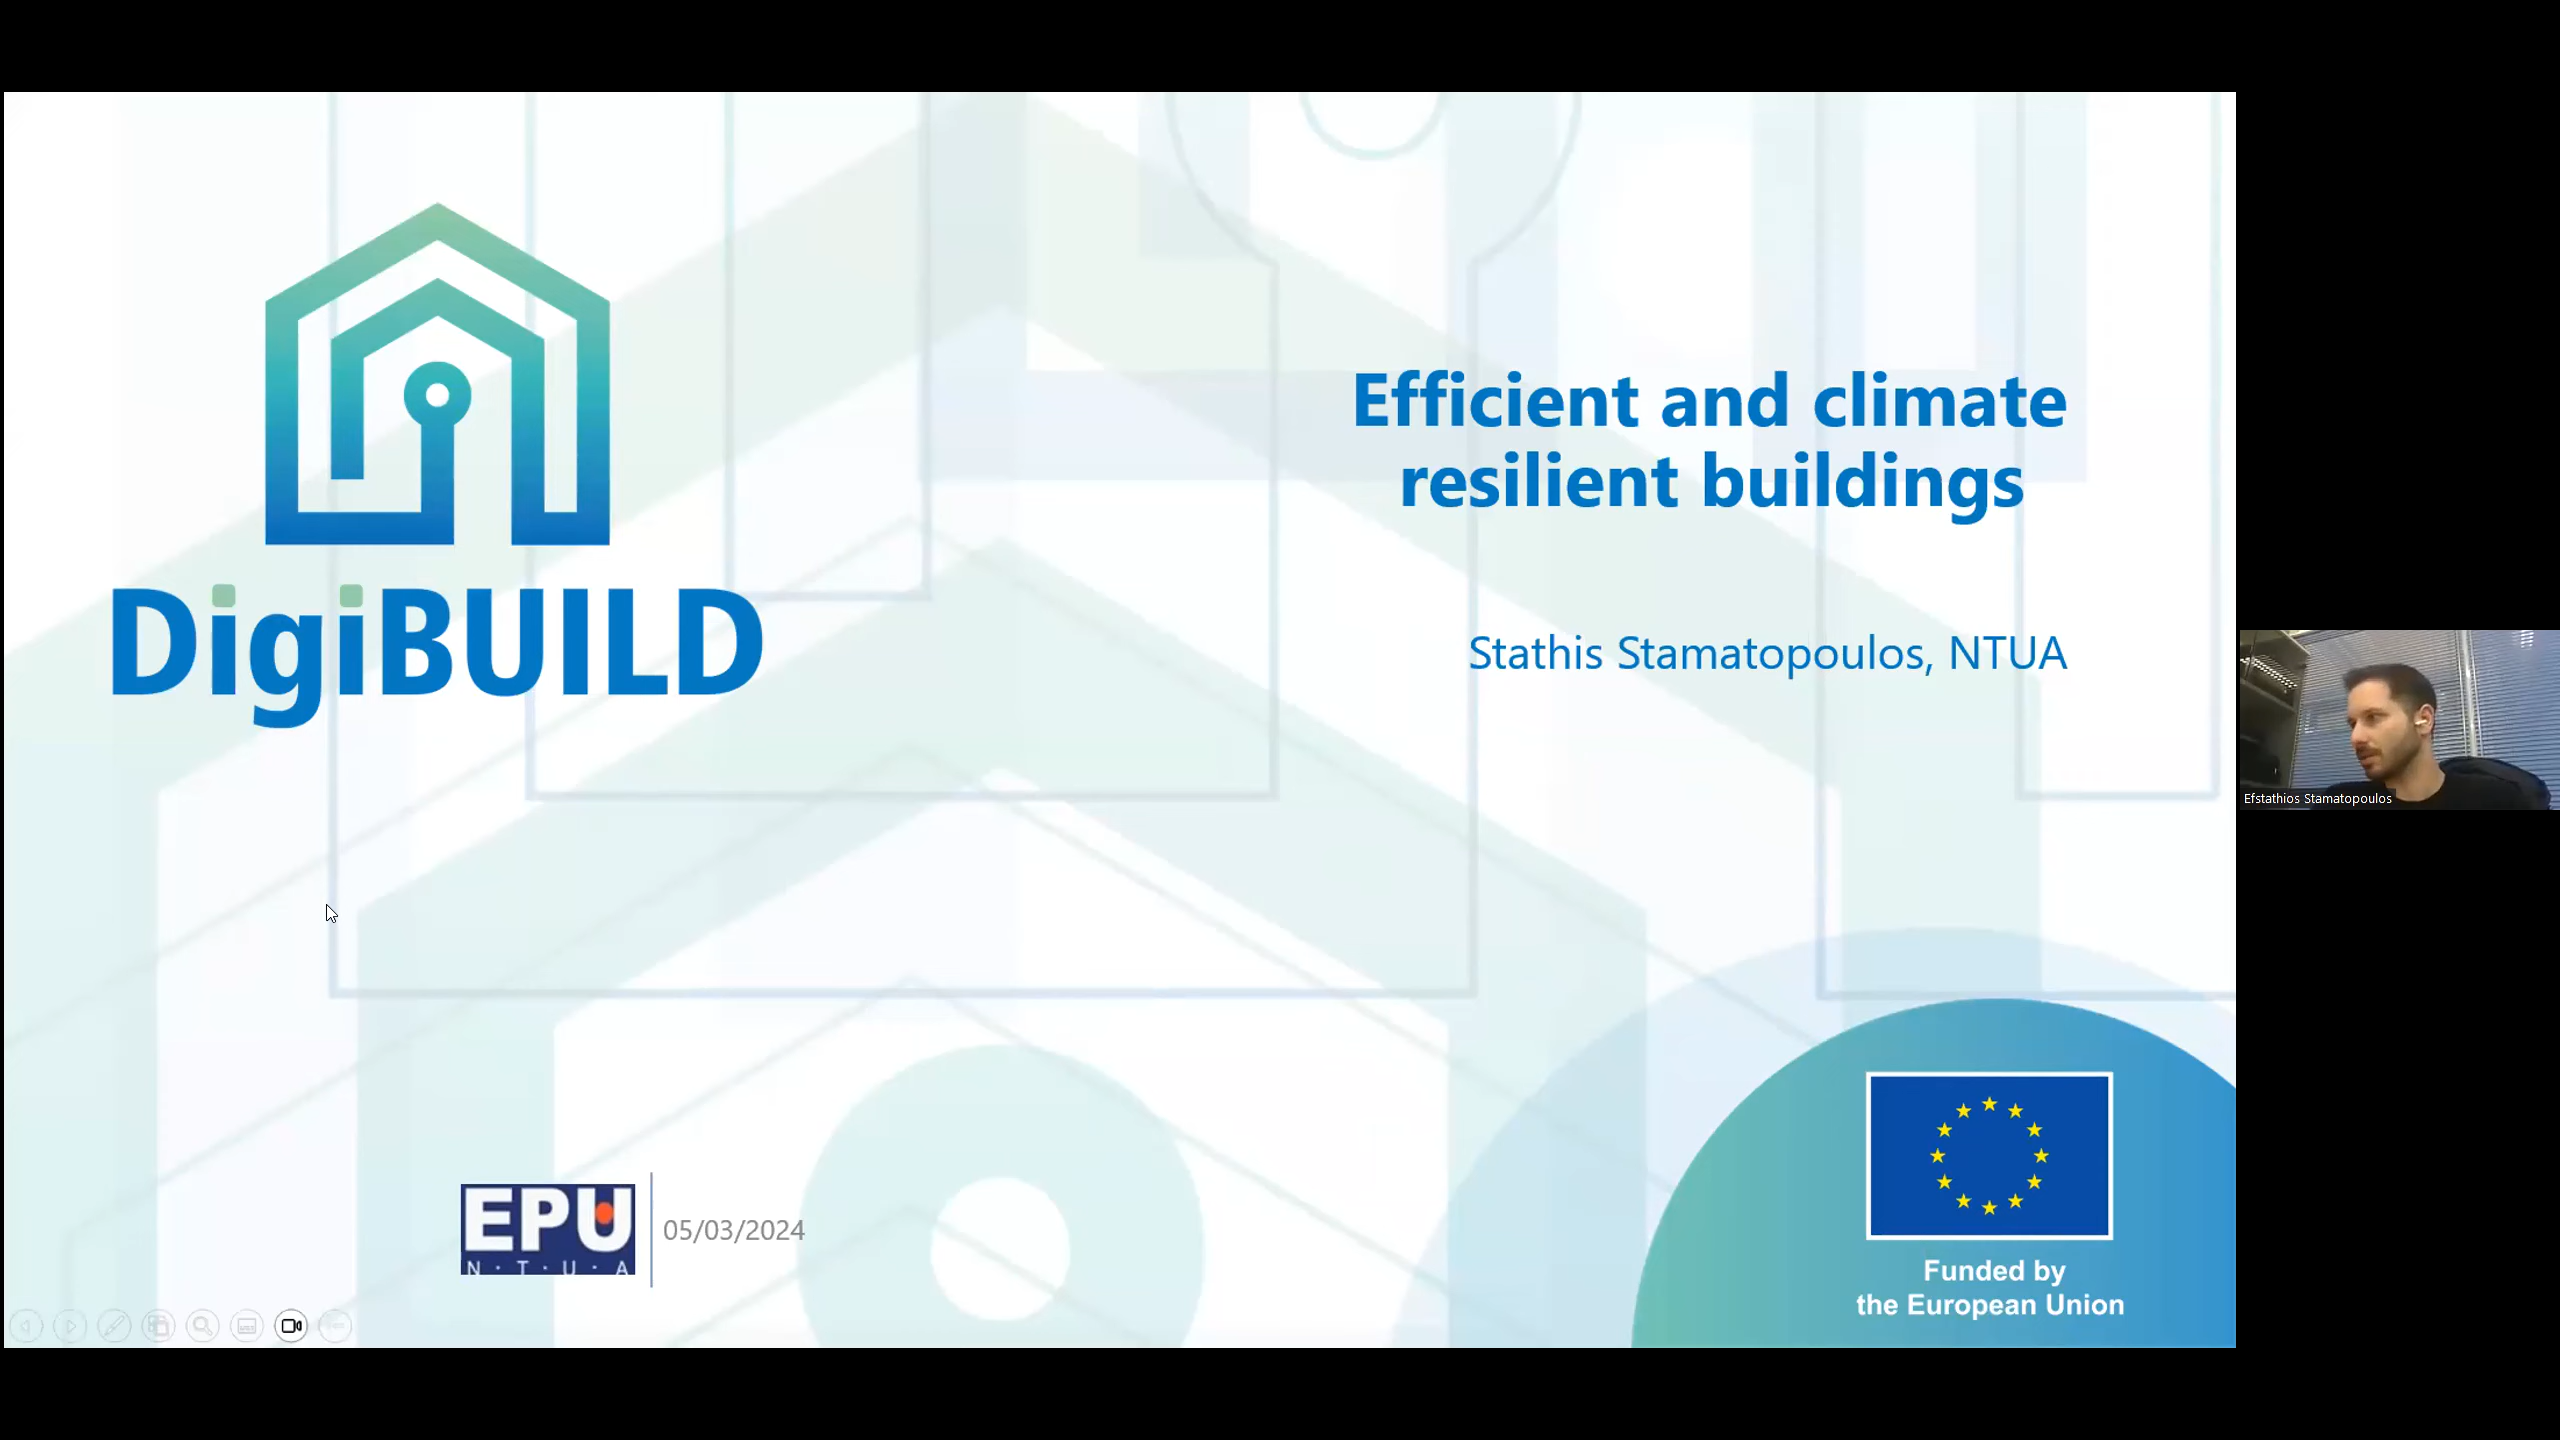 DigiBUILD
Efficient and climate
resilient buildings
Stathis Stamatopoulos, NTUA
Efstathios Stamatopoulos
EPU
N · T · U · A
05/03/2024
Funded by
the European Union